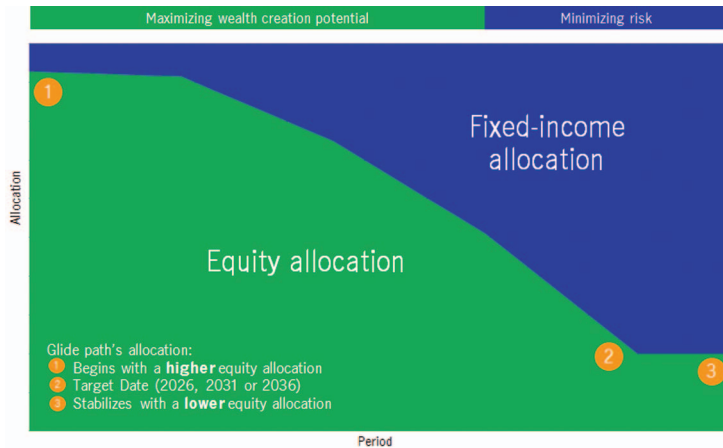 Maximizing wealth creation potential
Minimizing risk
1
Fixed-income
allocation
Allocation
Equity allocation
2
3
Glide path's allocation:
1 Begins with a higher equity allocation
2 Target Date (2026, 2031 or 2036)
3 Stabilizes with a lower equity allocation
Period